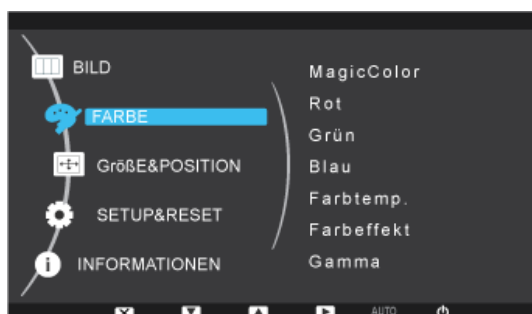 BILD
FARBE
GrößE&POSITION
SETUP&RESET
INFORMATIONEN
MagicColor
Rot
Grün
Blau
Farbtemp.
Farbeffekt
Gamma
AUTO